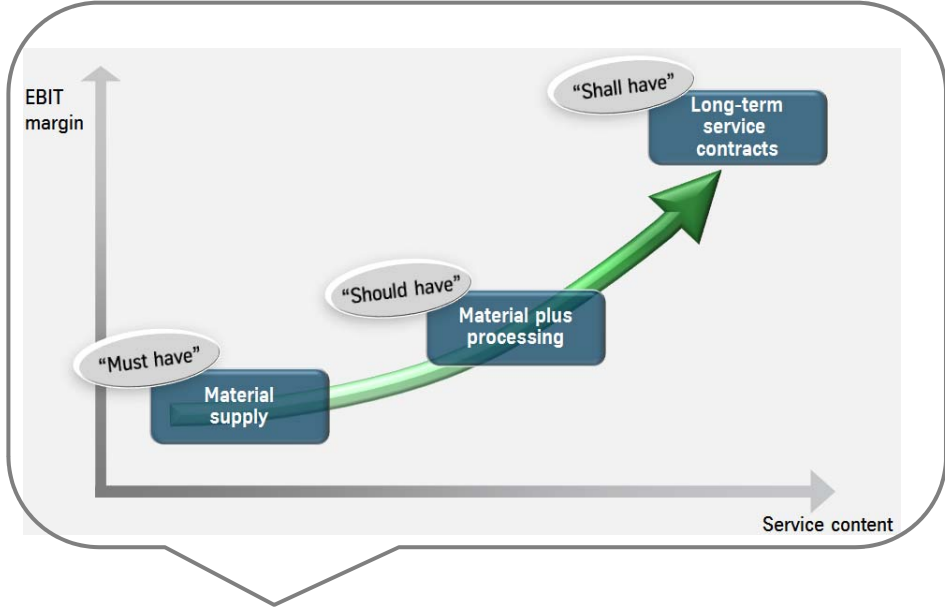 EBIT
margin
“Shall have”
Long-term
service
contracts
“Should have”
Material plus
processing
“Must have”
Material
supply
Service content